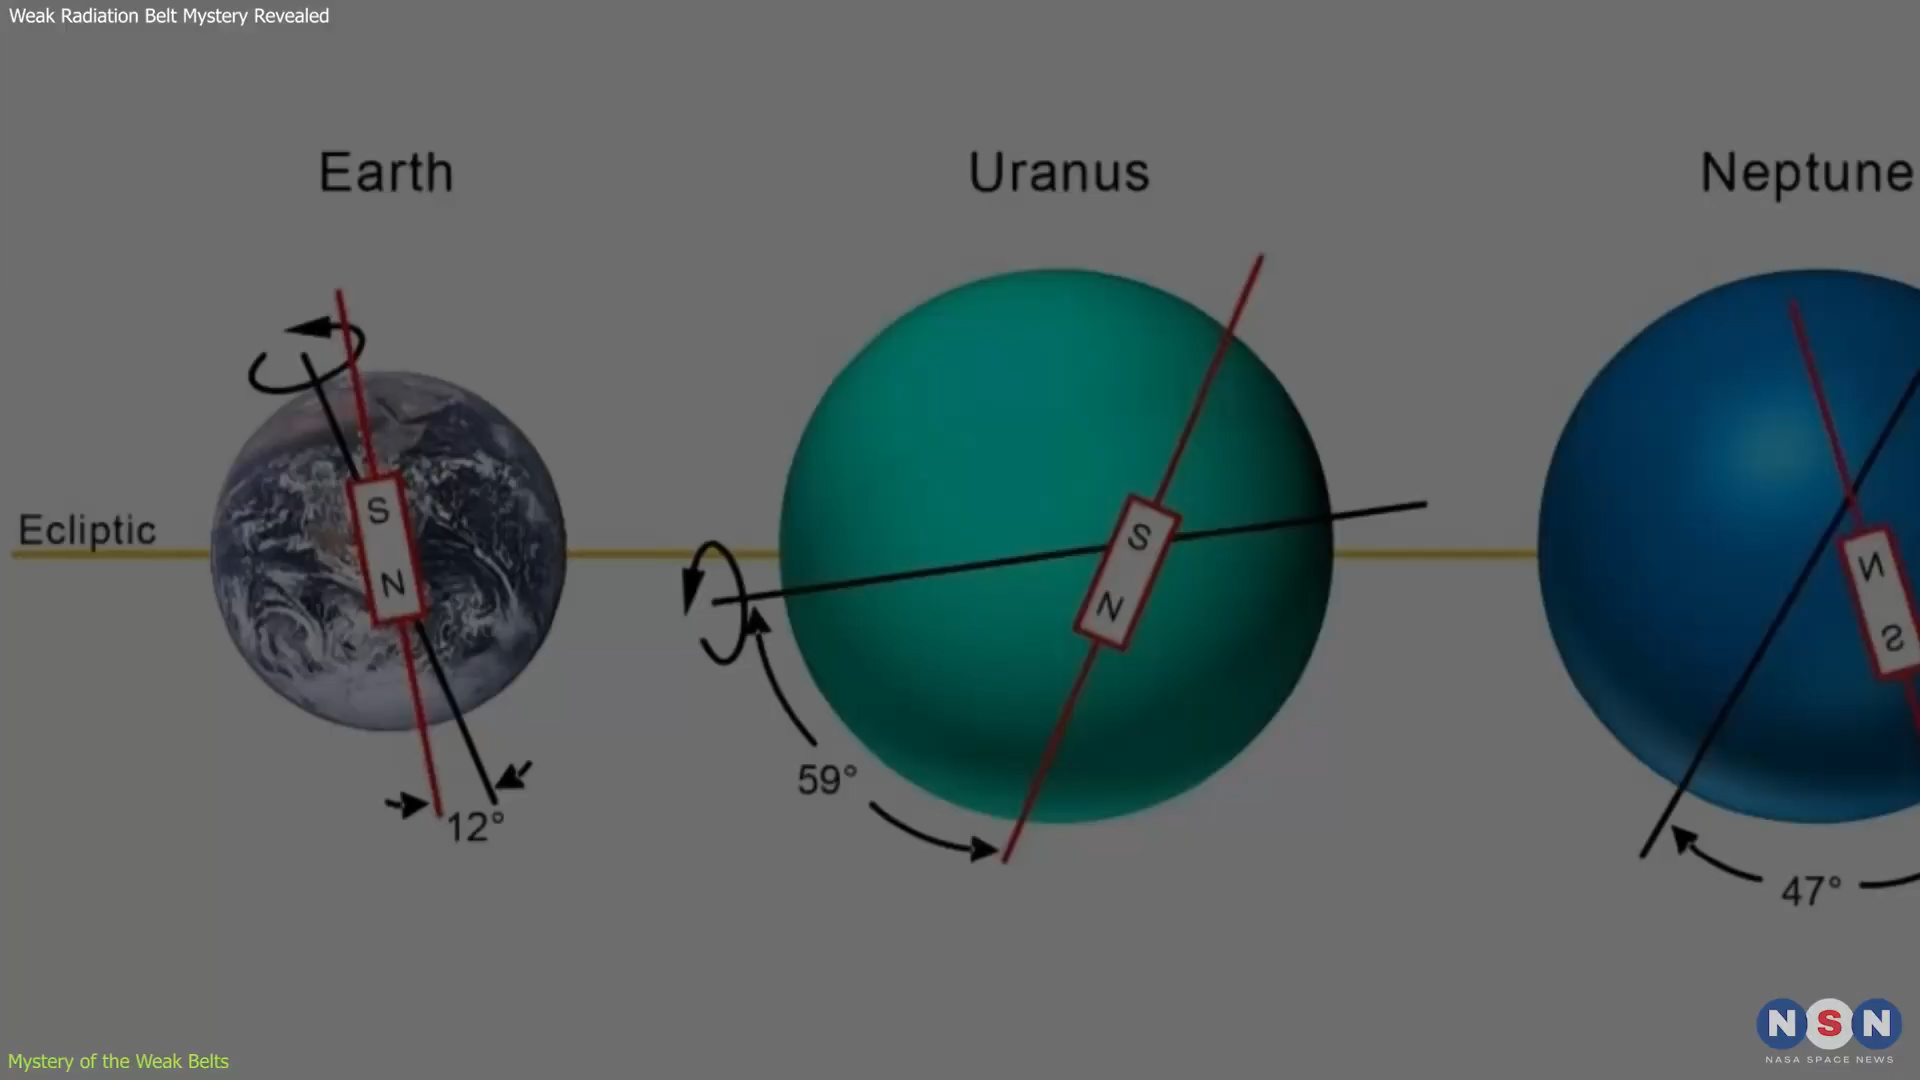 Weak Radiation Belt Mystery Revealed
Earth
Uranus
Neptune
Ecliptic
S
N
S
N
N
S
59°
12°
47°
NSN
NASA SPACE NEWS
Mystery of the Weak Belts